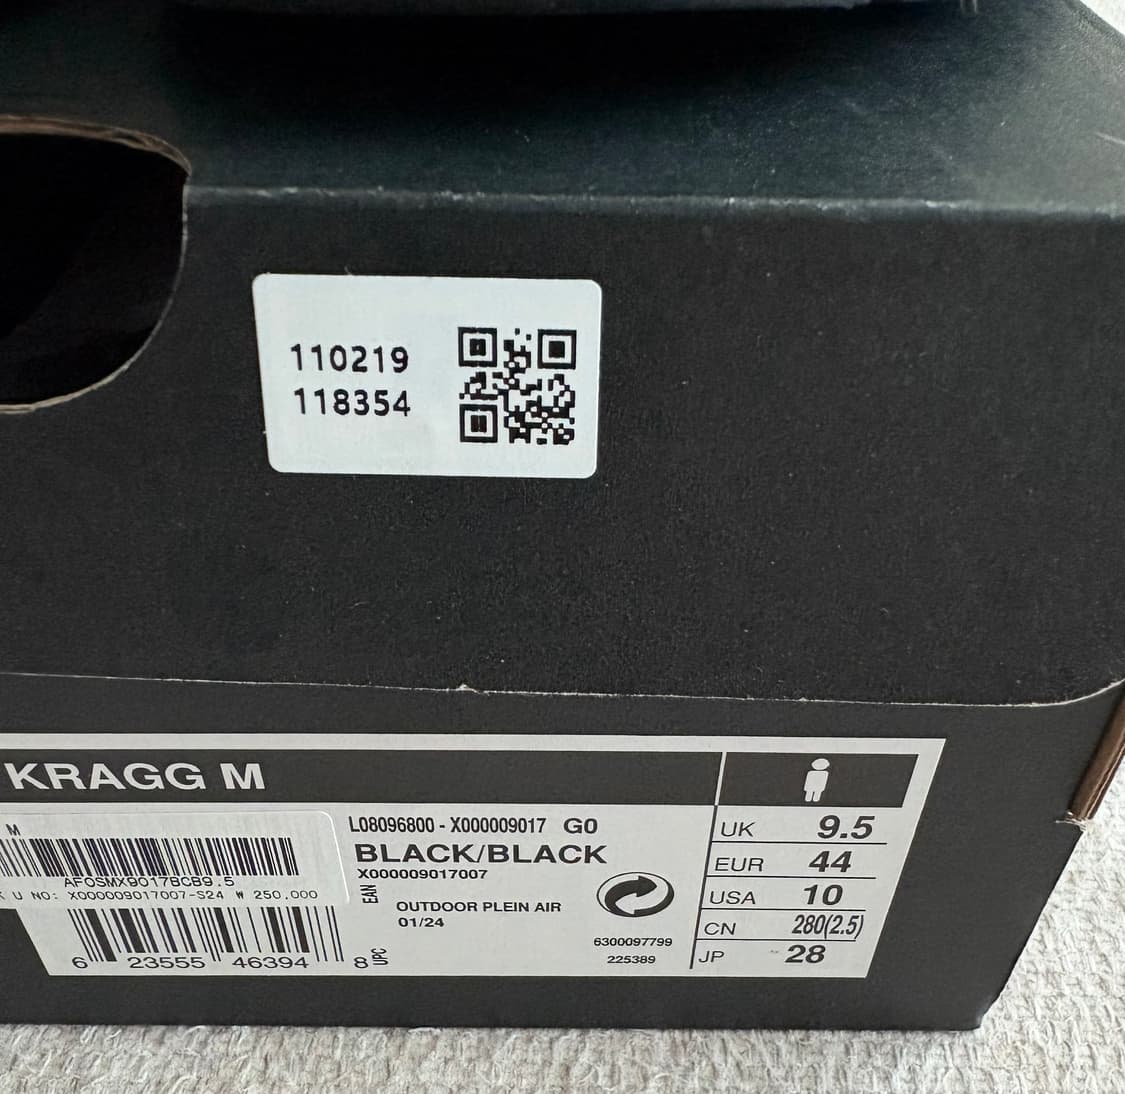 110219
118354
KRAGG M
M
AFOSMX9017BCB9.5
U NO: X000009017007-S24 ₩ 250,000
6 23555 46394 8
UPC
L08096800 - X000009017 G0
BLACK/BLACK
X000009017007
EAN
OUTDOOR PLEIN AIR
01/24
6300097799
225389
UK 9.5
EUR 44
USA 10
CN 280(2.5)
JP 28